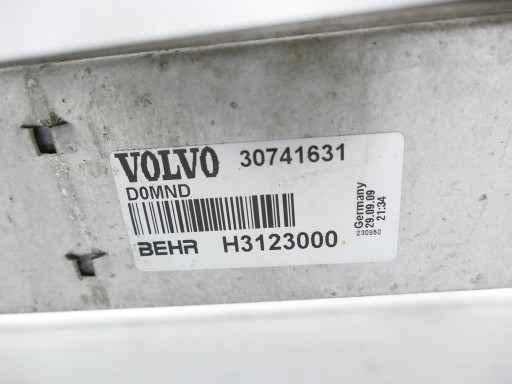 VOLVO 30741631
D0MND
BEHR H3123000
Germany
29.09.09
21:34
230950